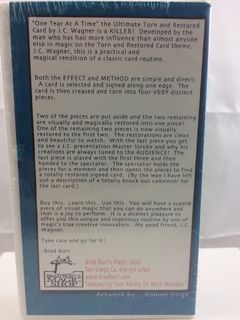 "One Tear At A Time" the Ultimate Torn and Restored
Card by J.C. Wagner is a KILLER!  Developed by the
man who has had more influence than almost anyone
else in magic on the Torn and Restored Card theme,
J.C. Wagner, this is a practical and
magical rendition of a classic card routine.
Both the EFFECT and METHOD are simple and direct:
A card is selected and signed along one edge.  The
card is then creased and torn into four VERY distinct
pieces.
Two of the pieces are put aside and the two remaining
are visually and magically restored into one piece!
One of the remaining two pieces is now visually
restored to the first two.  The restorations are clean
and beautiful to watch.  With the last piece you get
to see a J.C. presentation Master Stroke and why his
creations are always tuned to the AUDIENCE!  The
last piece is placed with the first three and then
handed to the spectator.  The spectator holds the
pieces for a moment and then opens the pieces to find
a totally restored signed card.  (By the way I have left
out a description of a totally knock out convincer for
the last card.)
Buy this.  Learn this.  Use this.  You will have a superb
piece of visual magic that you can do anywhere and
that is a joy to perform.  It is a distinct pleasure to
offer you this unique and ingenious routine by one of
magic's true creative innovators.  My good friend, J.C.
Wagner.
Take care and go for it!
-Brad Burt
Brad Burt's Magic Shop
San Diego Ca.
www.bradburt.com
"enhancing Your Ability To Work Wonders"
Artwork by... Roman Dirge